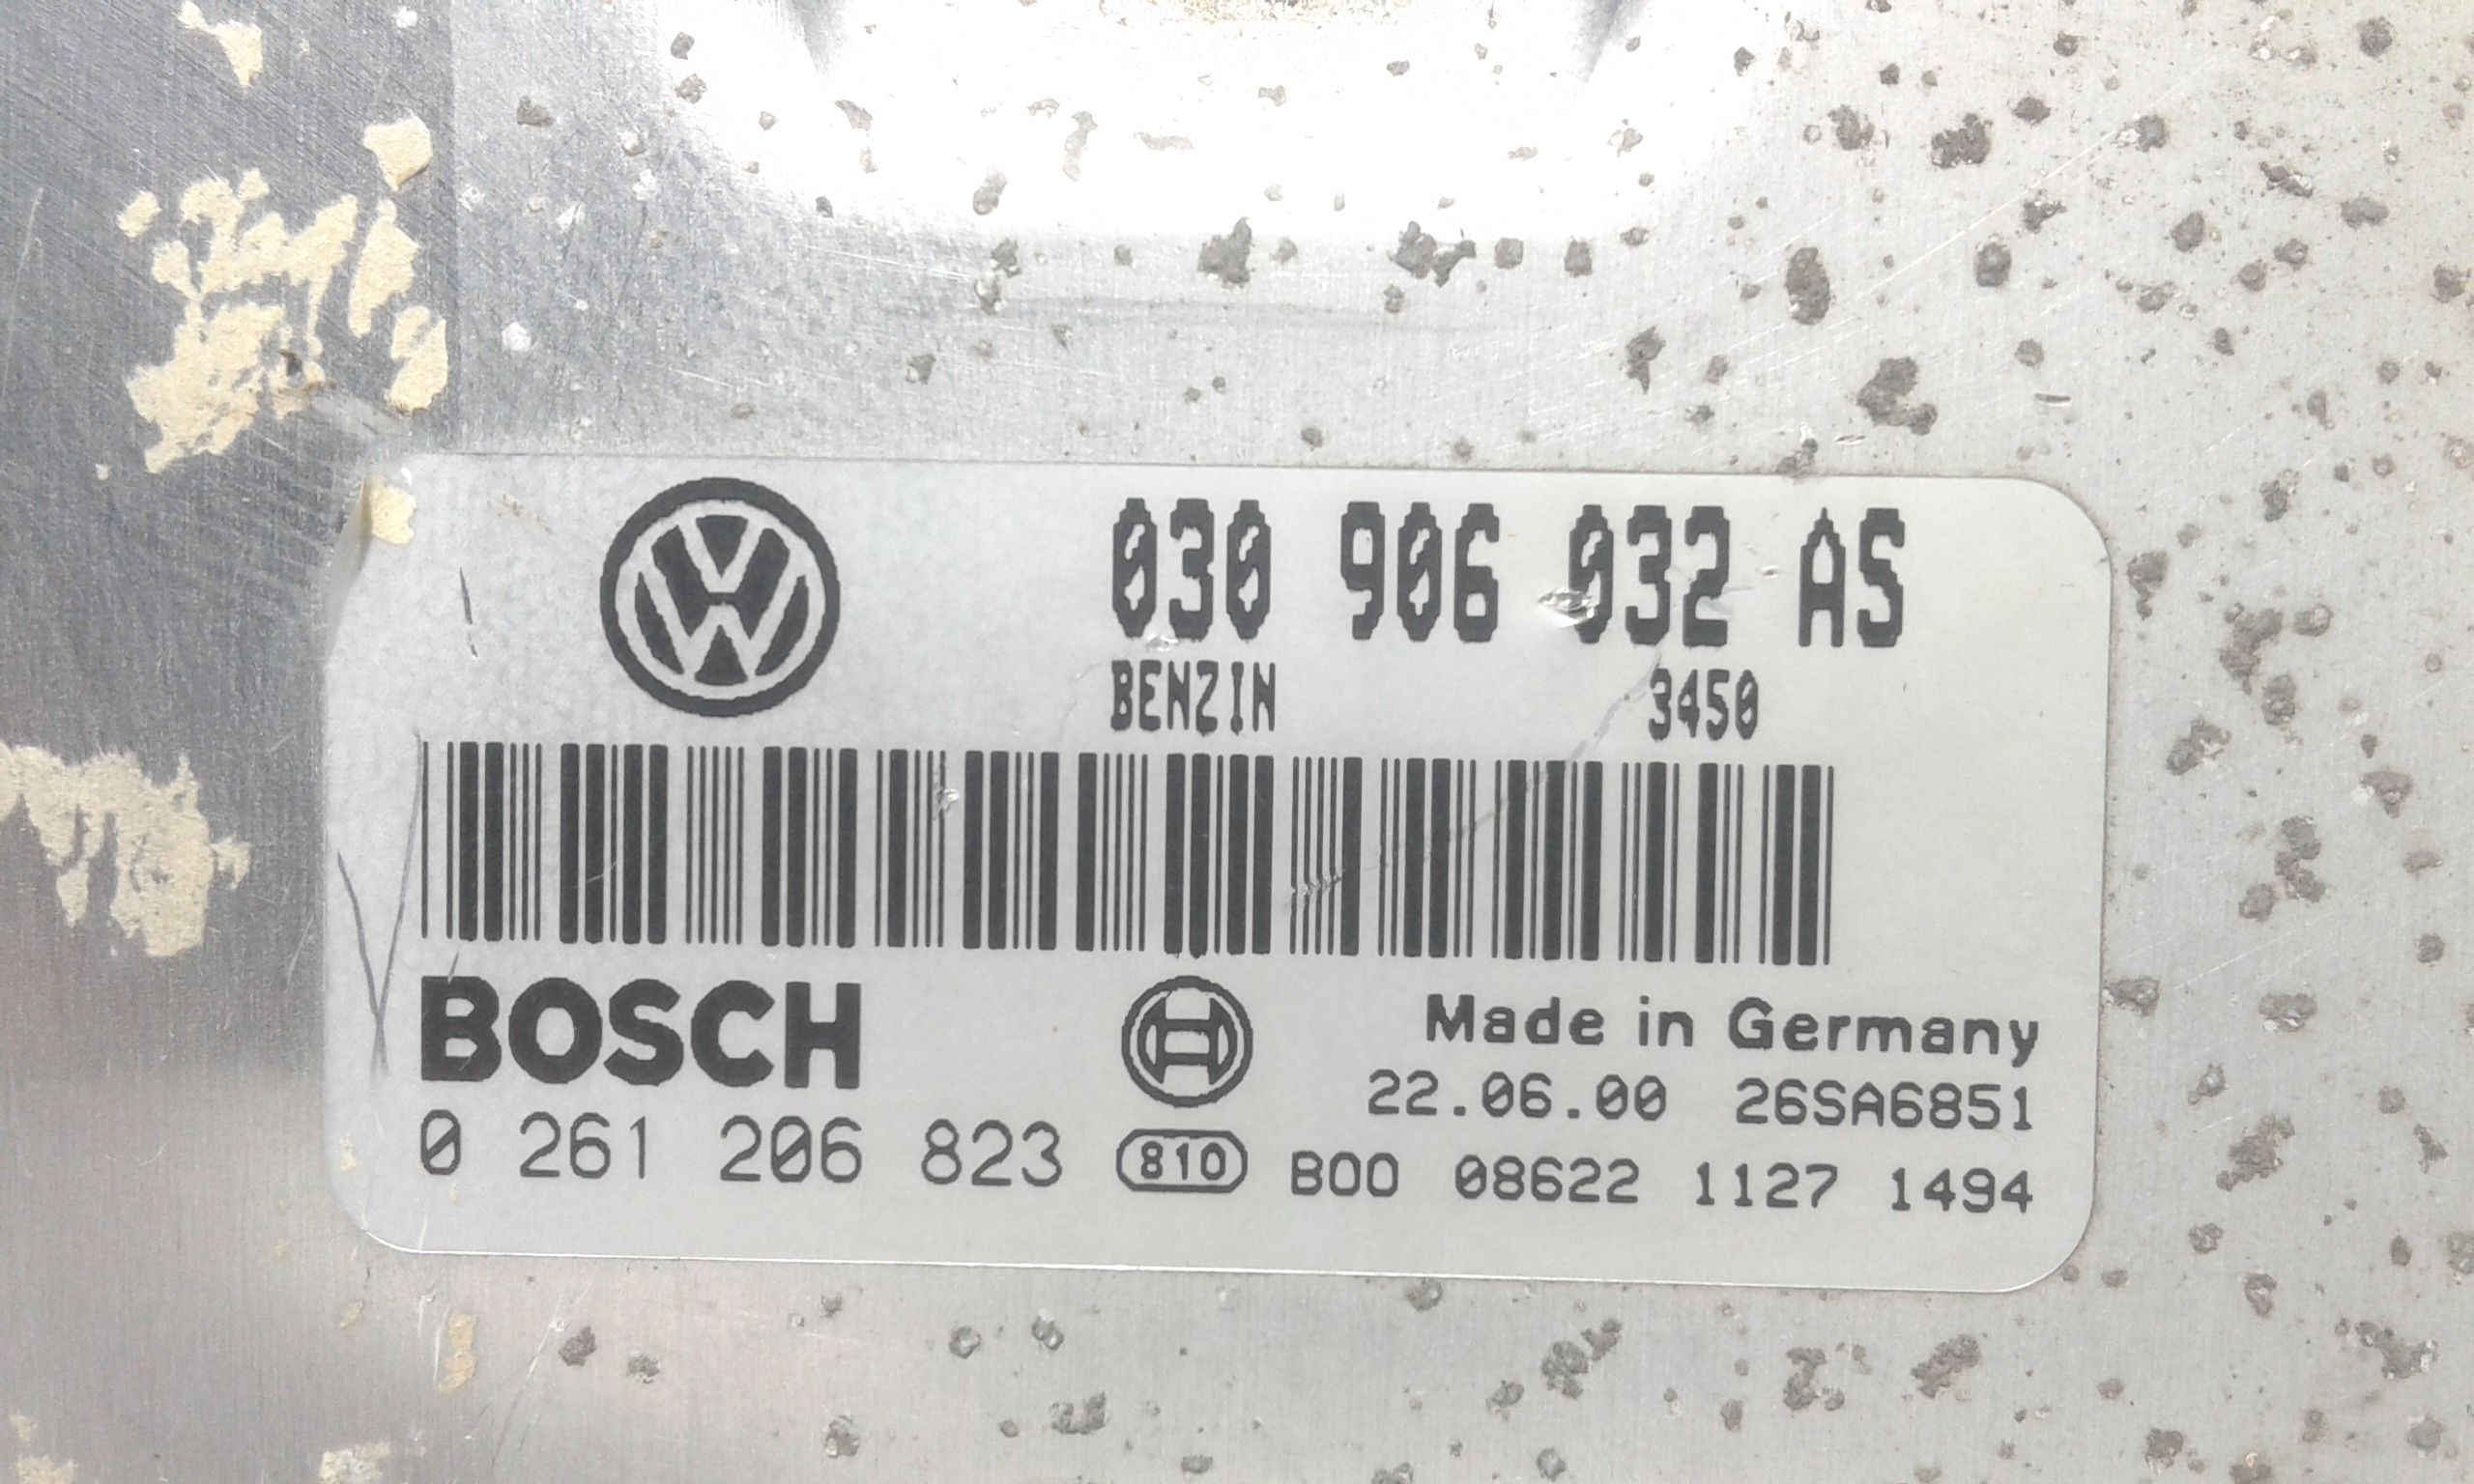 030 906 032 AS
BENZIN 3450
BOSCH
Made in Germany
22.06.00 26SA6851
0 261 206 823 810 B00 08622 1127 1494